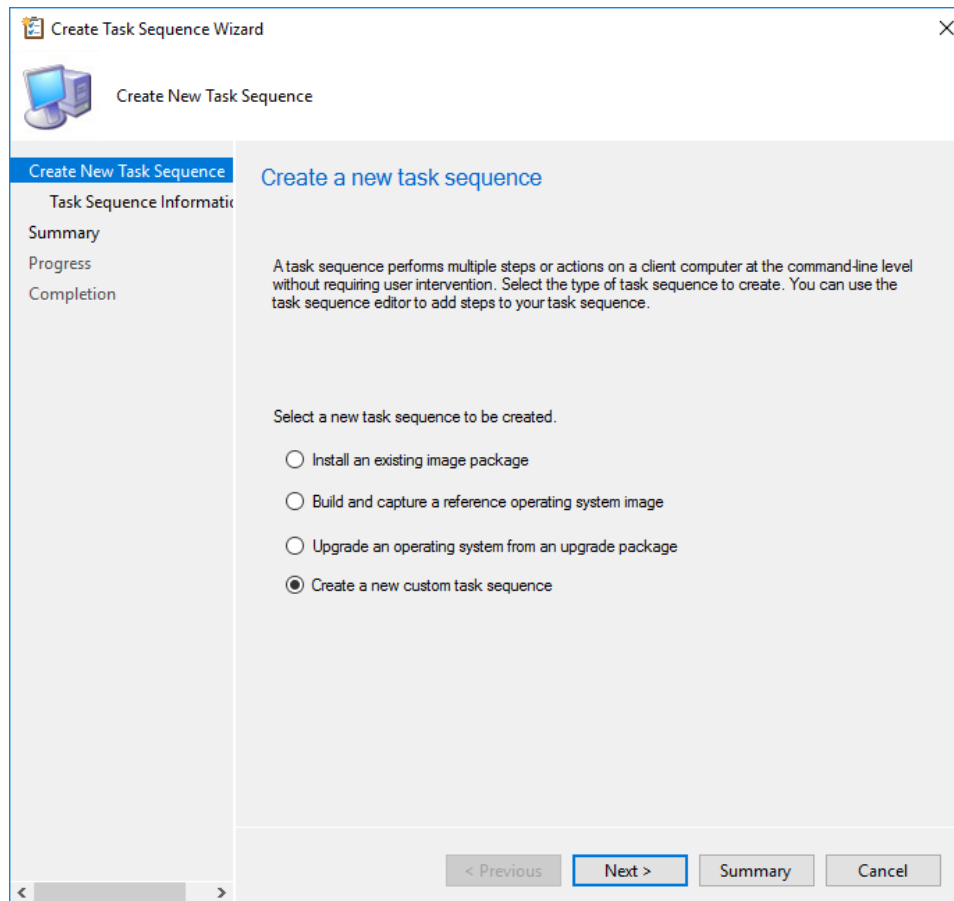 Create Task Sequence Wizard
Create New Task Sequence
Create New Task Sequence
Task Sequence Informatio
Summary
Progress
Completion
Create a new task sequence
A task sequence performs multiple steps or actions on a client computer at the command-line level
without requiring user intervention. Select the type of task sequence to create. You can use the
task sequence editor to add steps to your task sequence.
Select a new task sequence to be created.
Install an existing image package
Build and capture a reference operating system image
Upgrade an operating system from an upgrade package
Create a new custom task sequence
< Previous Next > Summary Cancel